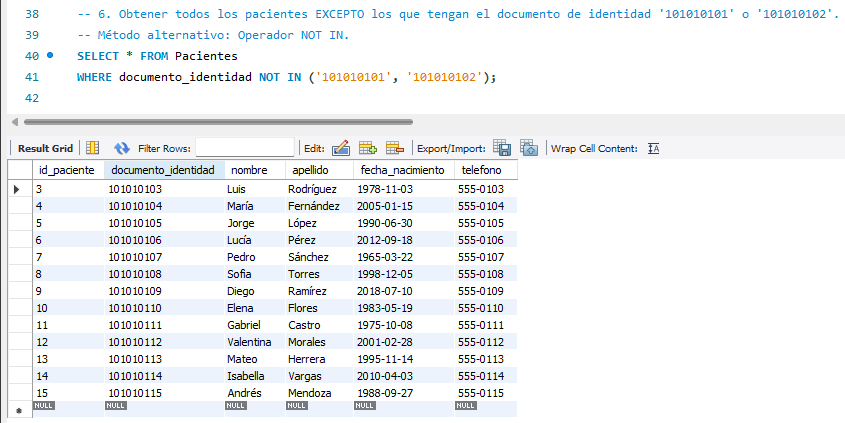 38 -- 6. Obtener todos los pacientes EXCEPTO los que tengan el documento de identidad '101010101' o '101010102'.
39 -- Método alternativo: Operador NOT IN.
40 SELECT * FROM Pacientes
41 WHERE documento_identidad NOT IN ('101010101', '101010102');
42
Result Grid Filter Rows: Edit: Export/Import: Wrap Cell Content:
id_paciente documento_identidad nombre apellido fecha_nacimiento telefono
3 101010103 Luis Rodríguez 1978-11-03 555-0103
4 101010104 María Fernández 2005-01-15 555-0104
5 101010105 Jorge López 1990-06-30 555-0105
6 101010106 Lucía Pérez 2012-09-18 555-0106
7 101010107 Pedro Sánchez 1965-03-22 555-0107
8 101010108 Sofia Torres 1998-12-05 555-0108
9 101010109 Diego Ramírez 2018-07-10 555-0109
10 101010110 Elena Flores 1983-05-19 555-0110
11 101010111 Gabriel Castro 1975-10-08 555-0111
12 101010112 Valentina Morales 2001-02-28 555-0112
13 101010113 Mateo Herrera 1995-11-14 555-0113
14 101010114 Isabella Vargas 2010-04-03 555-0114
15 101010115 Andrés Mendoza 1988-09-27 555-0115
NULL NULL NULL NULL NULL NULL